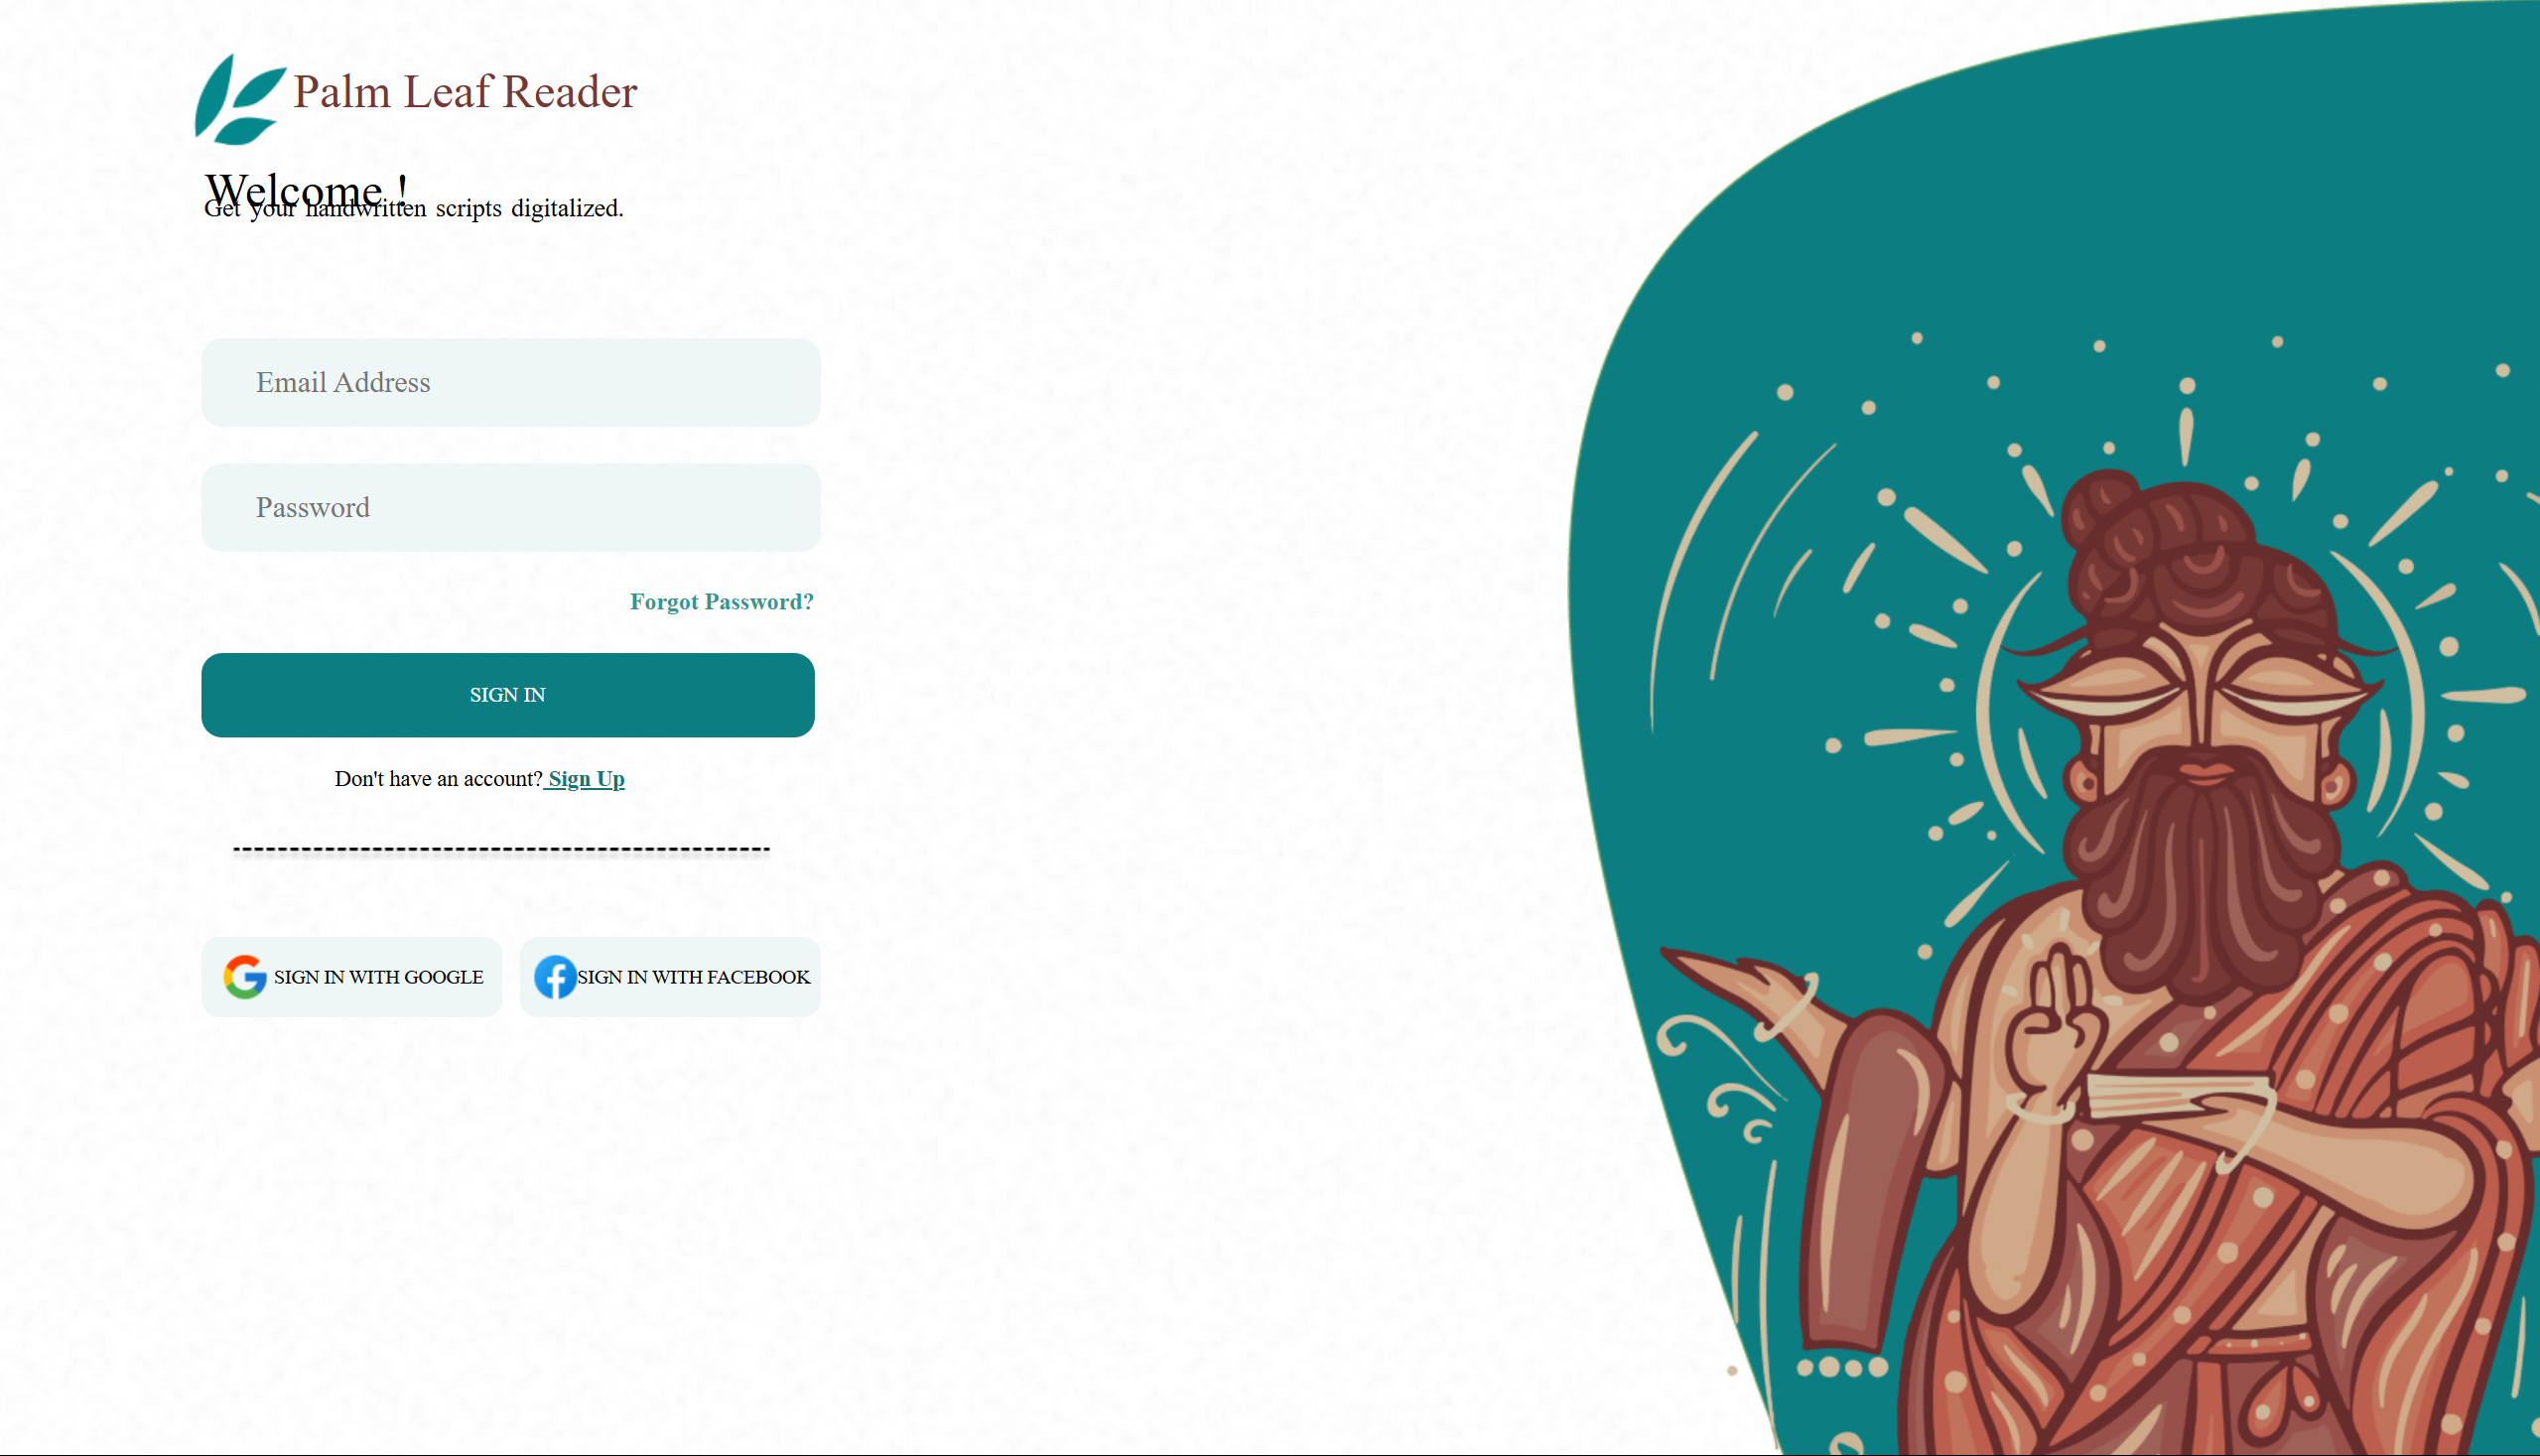 Palm Leaf Reader
Welcome !
Get your handwritten scripts digitalized.
Email Address
Password
Forgot Password?
SIGN IN
Don't have an account? Sign Up
SIGN IN WITH GOOGLE
SIGN IN WITH FACEBOOK